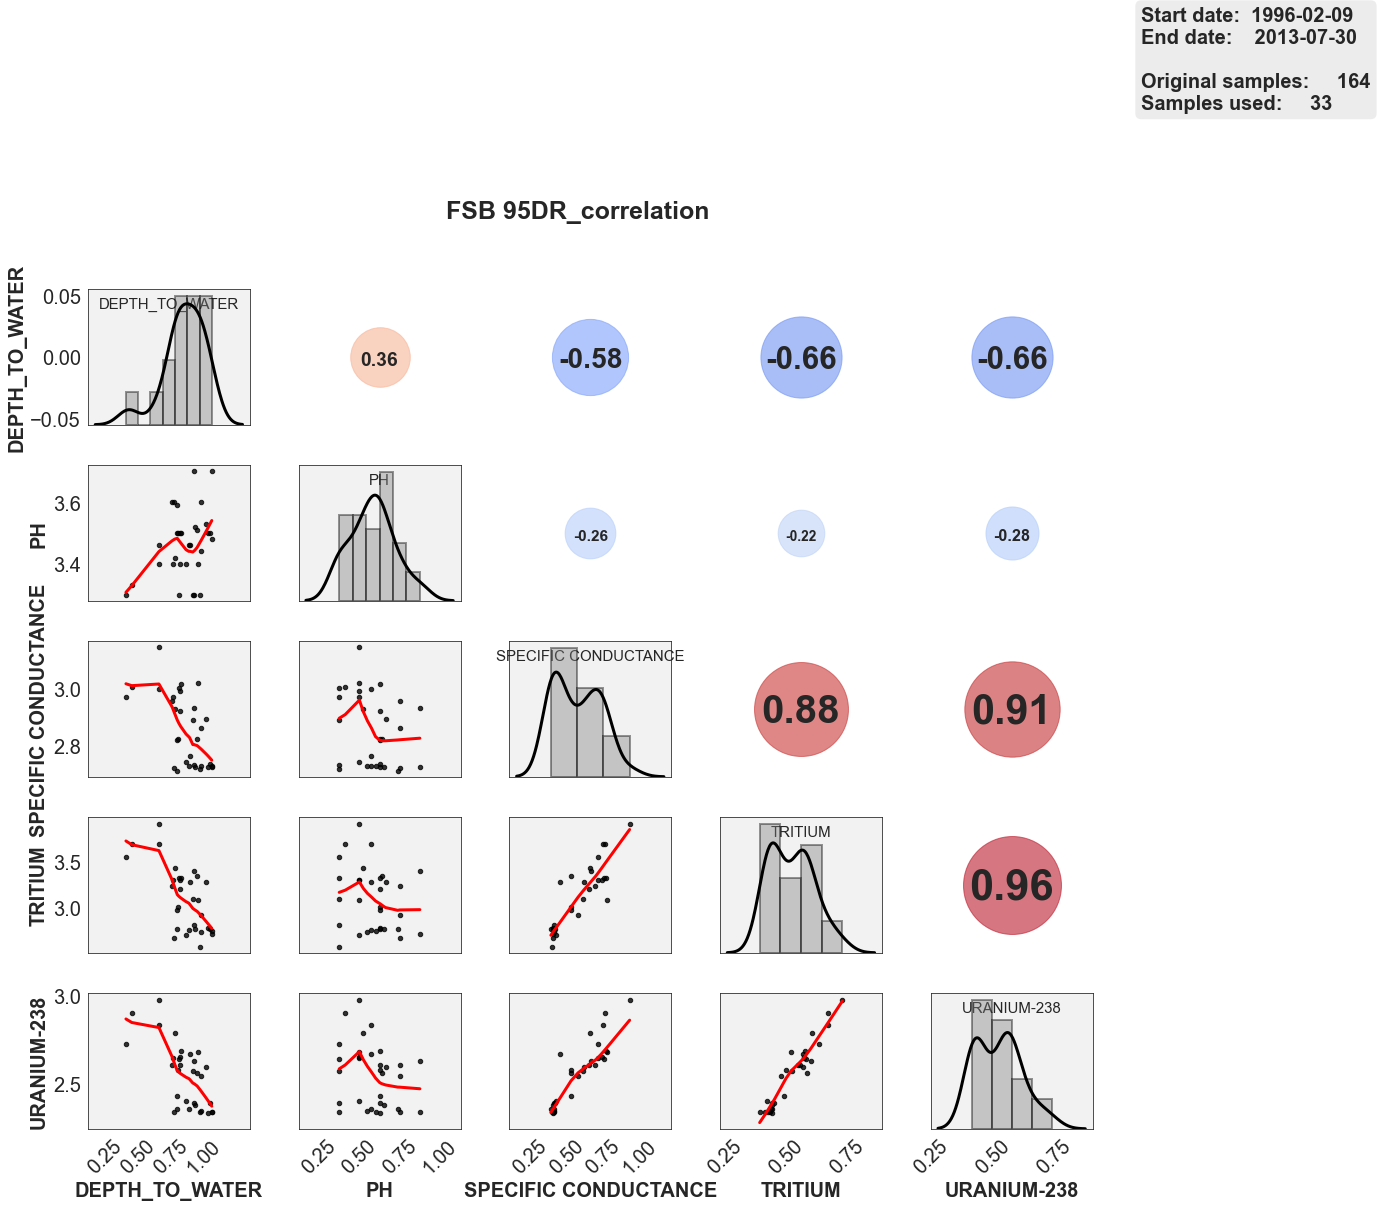 Start date:  1996-02-09
End date:    2013-07-30
Original samples:     164
Samples used:     33
FSB 95DR_correlation
DEPTH_TO_WATER
0.05
0.00
−0.05
DEPTH_TO_WATER
0.36
-0.58
-0.66
-0.66
PH
3.6
3.4
PH
-0.26
-0.22
-0.28
SPECIFIC CONDUCTANCE
3.0
2.8
SPECIFIC CONDUCTANCE
0.88
0.91
TRITIUM
3.5
3.0
TRITIUM
0.96
URANIUM-238
3.0
2.5
URANIUM-238
0.25 0.50 0.75 1.00
0.25 0.50 0.75 1.00
0.25 0.50 0.75 1.00
0.25 0.50 0.75
0.25 0.50 0.75
DEPTH_TO_WATER
PH
SPECIFIC CONDUCTANCE
TRITIUM
URANIUM-238